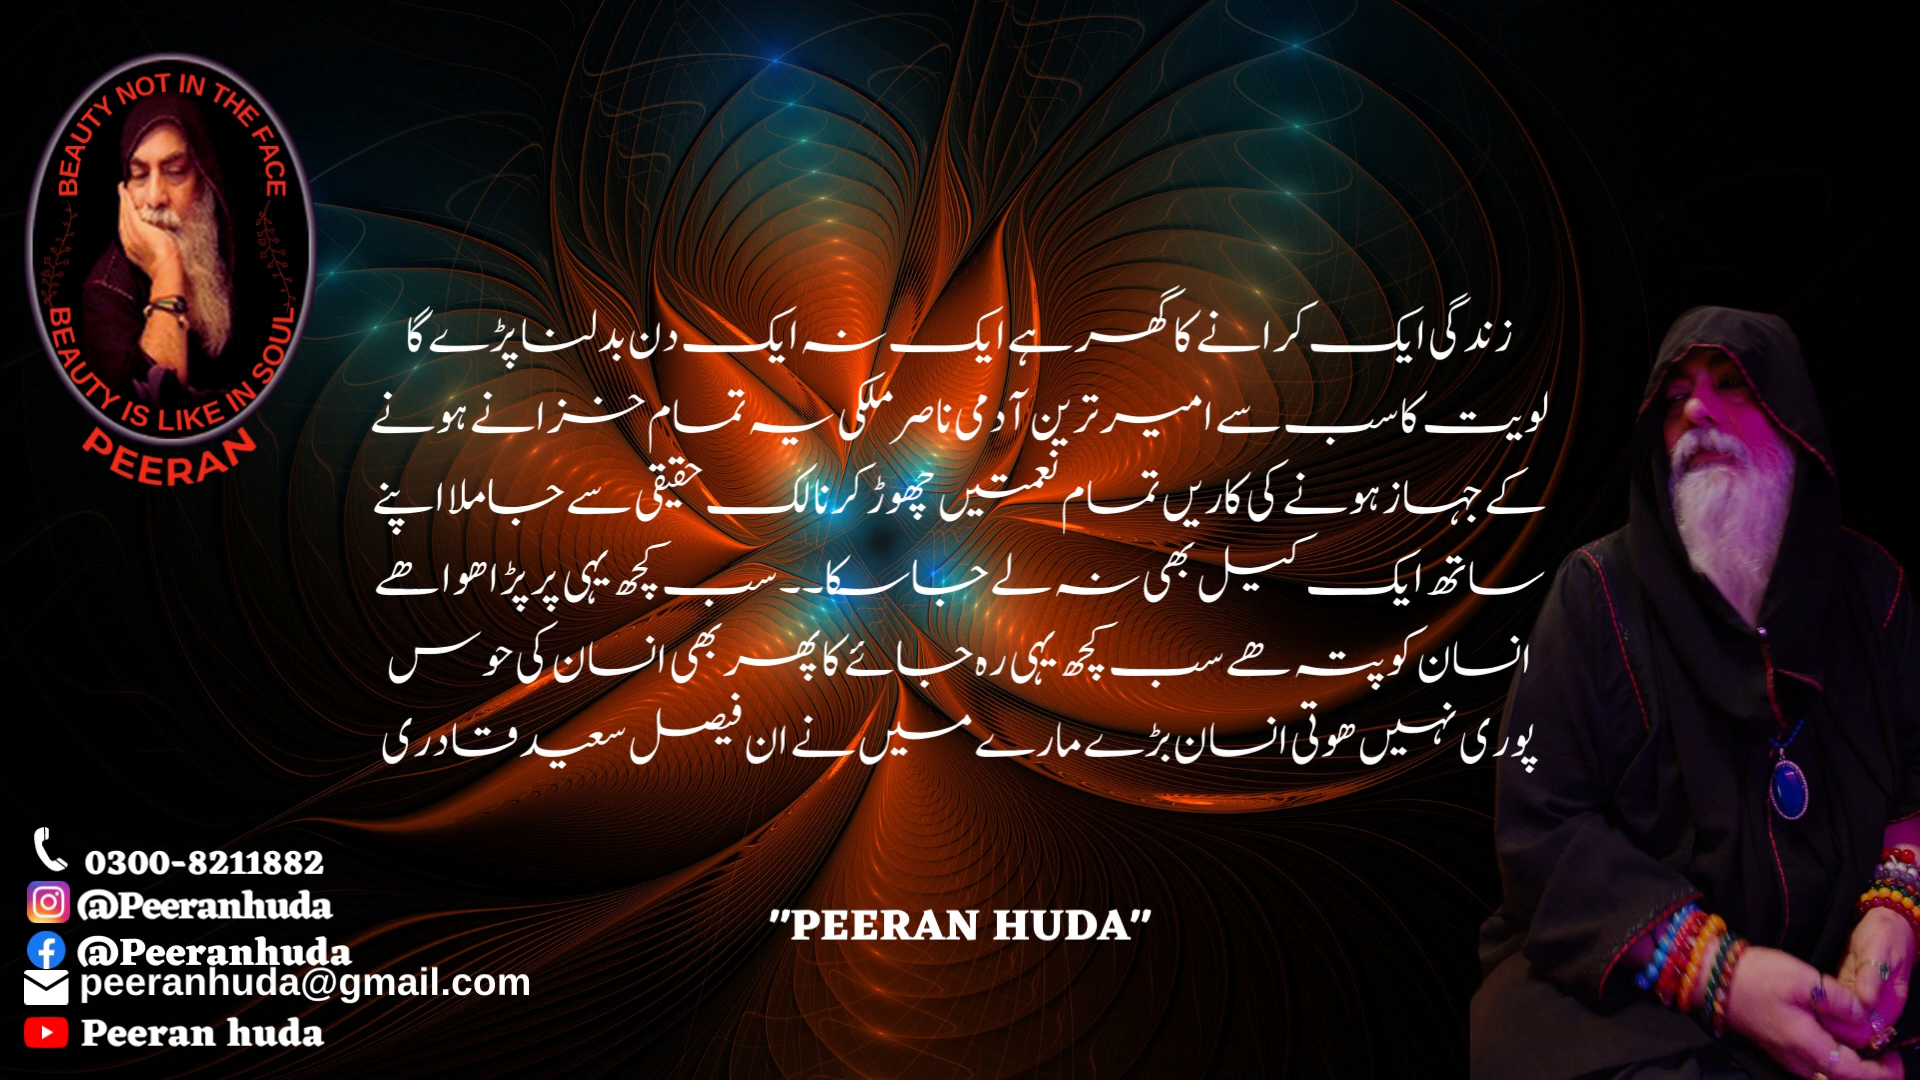 BEAUTY NOT IN THE FACE
BEAUTY IS LIKE IN SOUL
PEERAN
زندگی ایک کرانے کا گھر ہے ایک نہ ایک دن بدلنا پڑے گا
لویت کا سب سے امیر ترین آدمی ناصر ملکی یہ تمام خزانے ہونے
کے جہاز ہونے کی کاریں تمام نعمتیں چھوڑ کر نالک حقیقی سے جا ملا اپنے
ساتھ ایک کیل بھی نہ لے جا سکا۔۔ سب کچھ یہی پر پڑا ھوا ھے
انسان کو پتہ ھے سب کچھ یہی رہ جائے کا پھر بھی انسان کی حوس
پوری نہیں ھوتی انسان بڑے مارے میں نے ان فیصل سعید قادری
"PEERAN HUDA"
0300-8211882
@Peeranhuda
@Peeranhuda
peeranhuda@gmail.com
Peeran huda